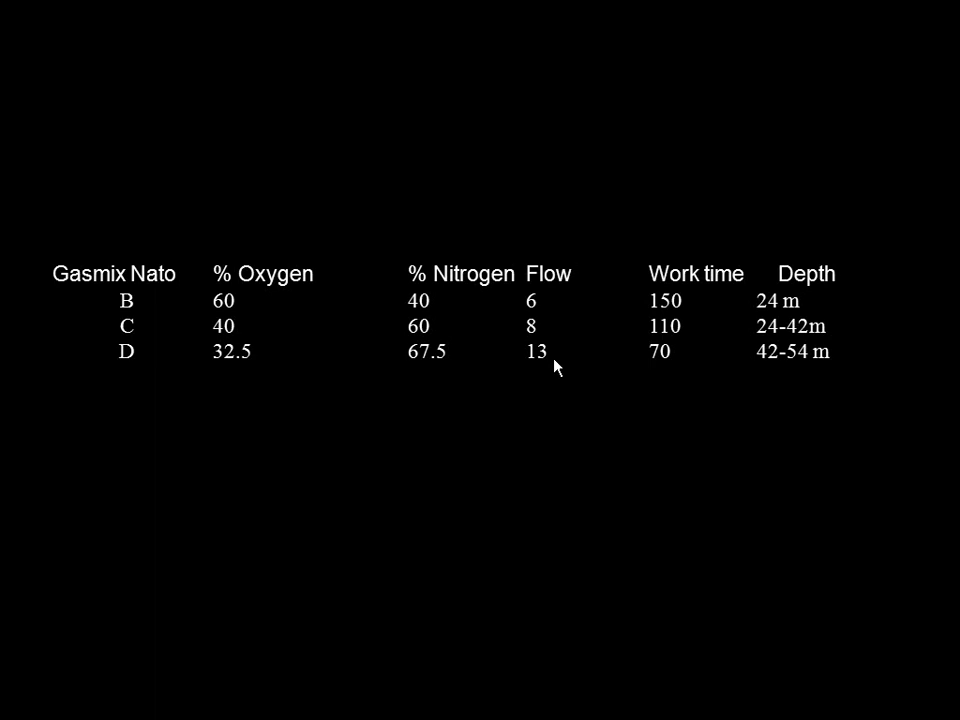 Gasmix Nato % Oxygen % Nitrogen Flow Work time Depth
B 60 40 6 150 24 m
C 40 60 8 110 24-42m
D 32.5 67.5 13 70 42-54 m